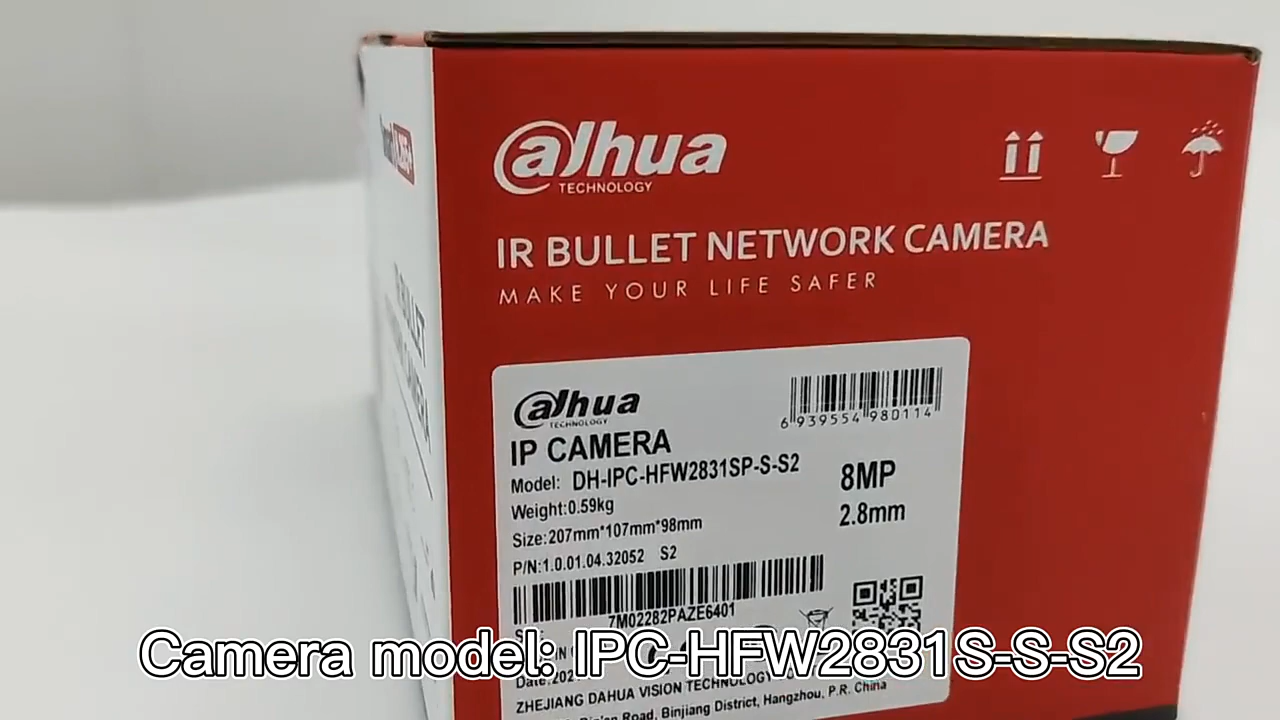 alhua
TECHNOLOGY
IR BULLET NETWORK CAMERA
MAKE YOUR LIFE SAFER
alhua
TECHNOLOGY
6 939554 980114
IP CAMERA
Model: DH-IPC-HFW2831SP-S-S2
8MP
Weight:0.59kg
2.8mm
Size:207mm*107mm*98mm
P/N:1.0.01.04.32052 S2
7M02282PAZE6401
Camera model: IPC-HFW2831S-S-S2
Date:202
ZHEJIANG DAHUA VISION TECHNOLOGY
Road, Binjiang District, Hangzhou, P.R. China